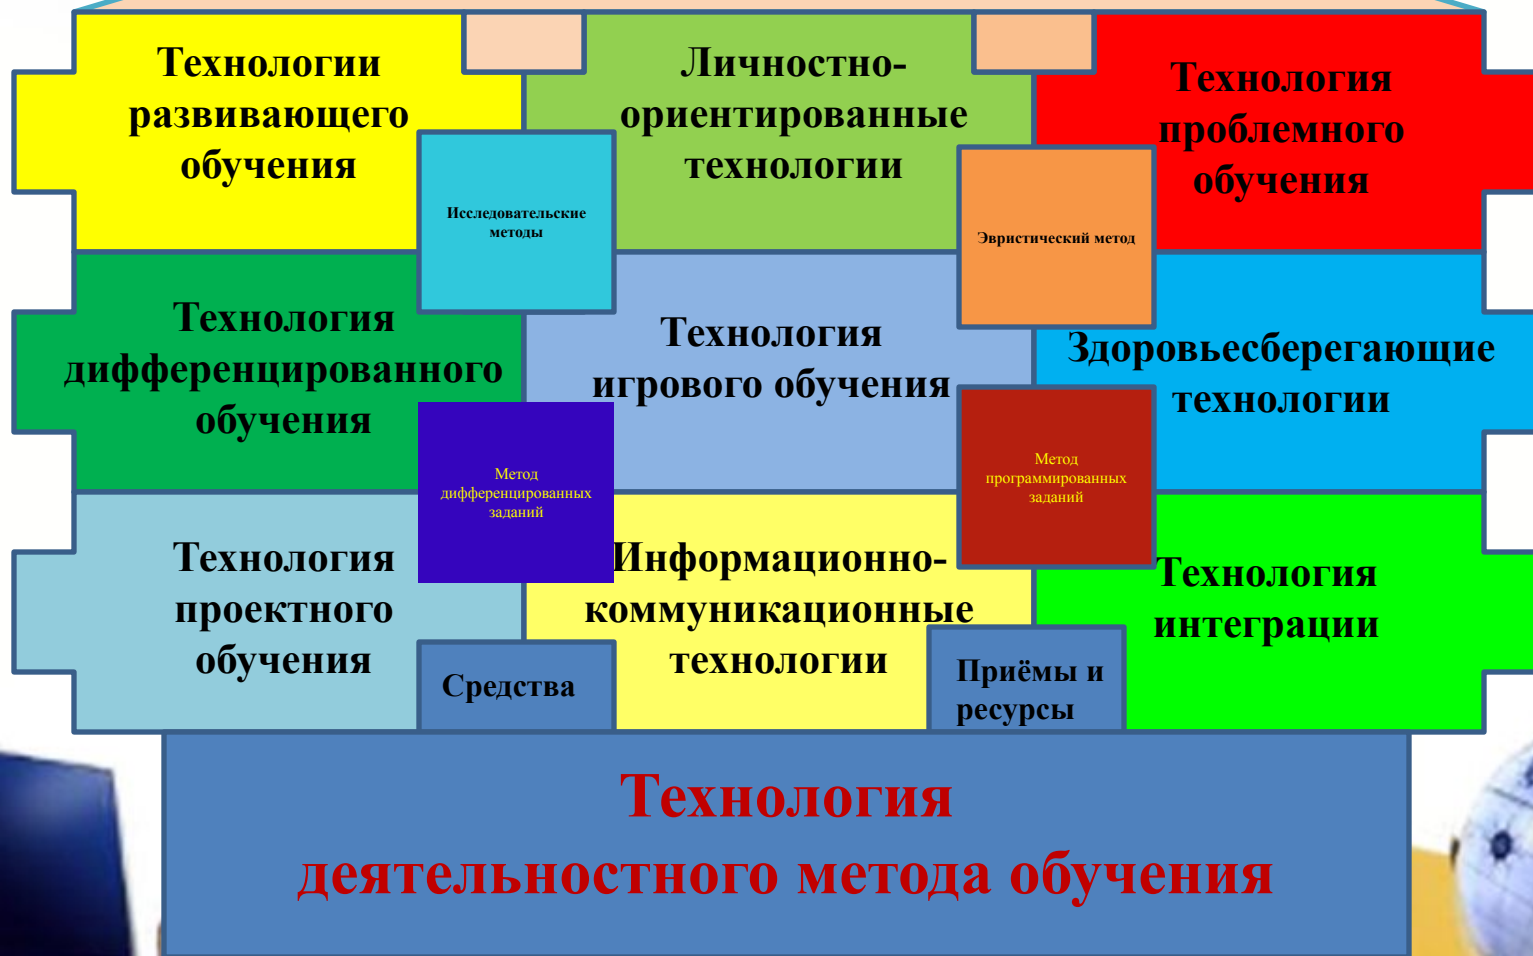 Технологии
развивающего
обучения
Личностно-
ориентированные
технологии
Технология
проблемного
обучения
Исследовательские
методы
Эвристический метод
Технология
дифференцированного
обучения
Технология
игрового обучения
Здоровьесберегающие
технологии
Метод
дифференцированных
заданий
Метод
программированных
заданий
Технология
проектного
обучения
Информационно-
коммуникационные
технологии
Технология
интеграции
Средства
Приёмы и
ресурсы
Технология
деятельностного метода обучения